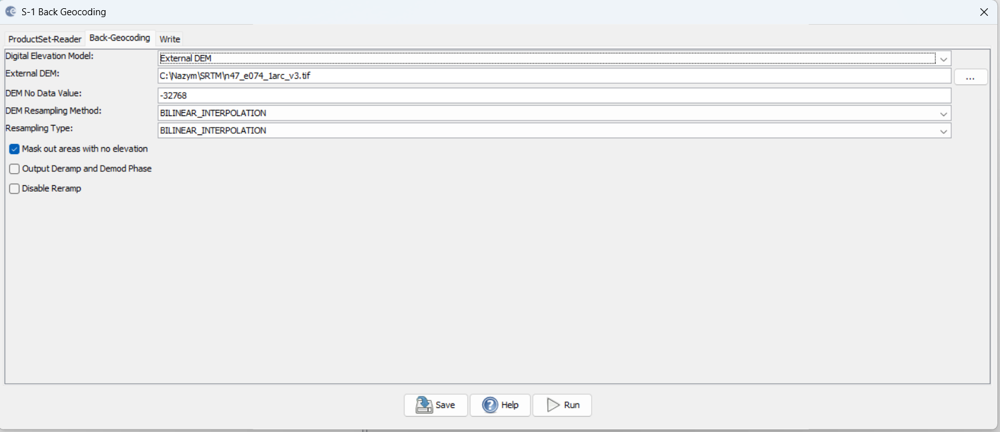 S-1 Back Geocoding
ProductSet-Reader Back-Geocoding Write
Digital Elevation Model: External DEM
External DEM: C:\Nazym\SRTM\n47_e074_1arc_v3.tif ...
DEM No Data Value: -32768
DEM Resampling Method: BILINEAR_INTERPOLATION
Resampling Type: BILINEAR_INTERPOLATION
Mask out areas with no elevation
Output Deramp and Demod Phase
Disable Reramp
Save Help Run